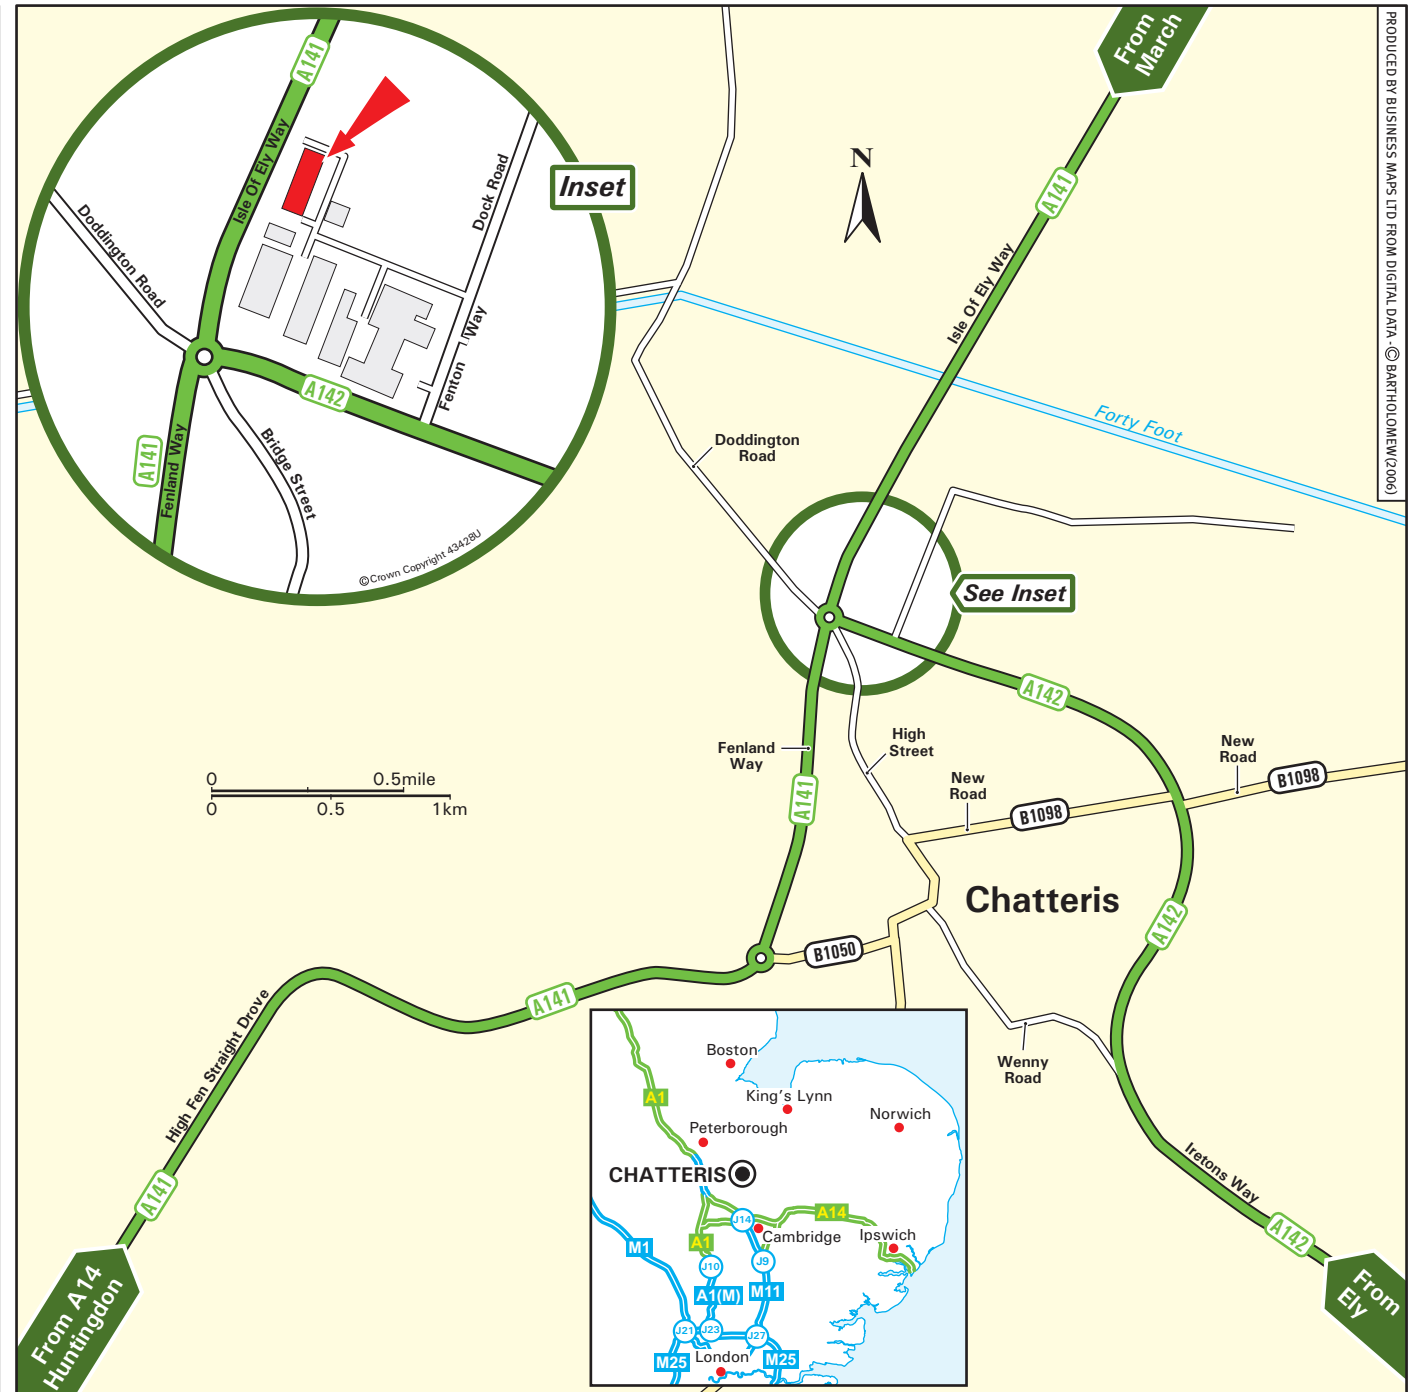 From
March
PRODUCED BY BUSINESS MAPS LTD FROM DIGITAL DATA - © BARTHOLOMEW(2006)
A141
Isle Of Ely Way
Dock Road
Doddington Road
Inset
N
A141
Isle Of Ely Way
Fenton Way
A142
A141
Fenland Way
Bridge Street
© Crown Copyright 43428U
Forty Foot
Doddington
Road
See Inset
A142
Fenland
Way
High
Street
New
Road
New
Road
B1098
B1098
A141
0 0.5mile
0 0.5 1km
Chatteris
A142
B1050
A141
High Fen Straight Drove
Wenny
Road
A141
Iretons Way
A142
From A14
Huntingdon
From
Ely
Boston
A1
King's Lynn
Norwich
Peterborough
CHATTERIS
A14
J14
Cambridge
Ipswich
M1
A1
J10
J9
A1(M)
M11
J21
J23
J27
M25
London
M25